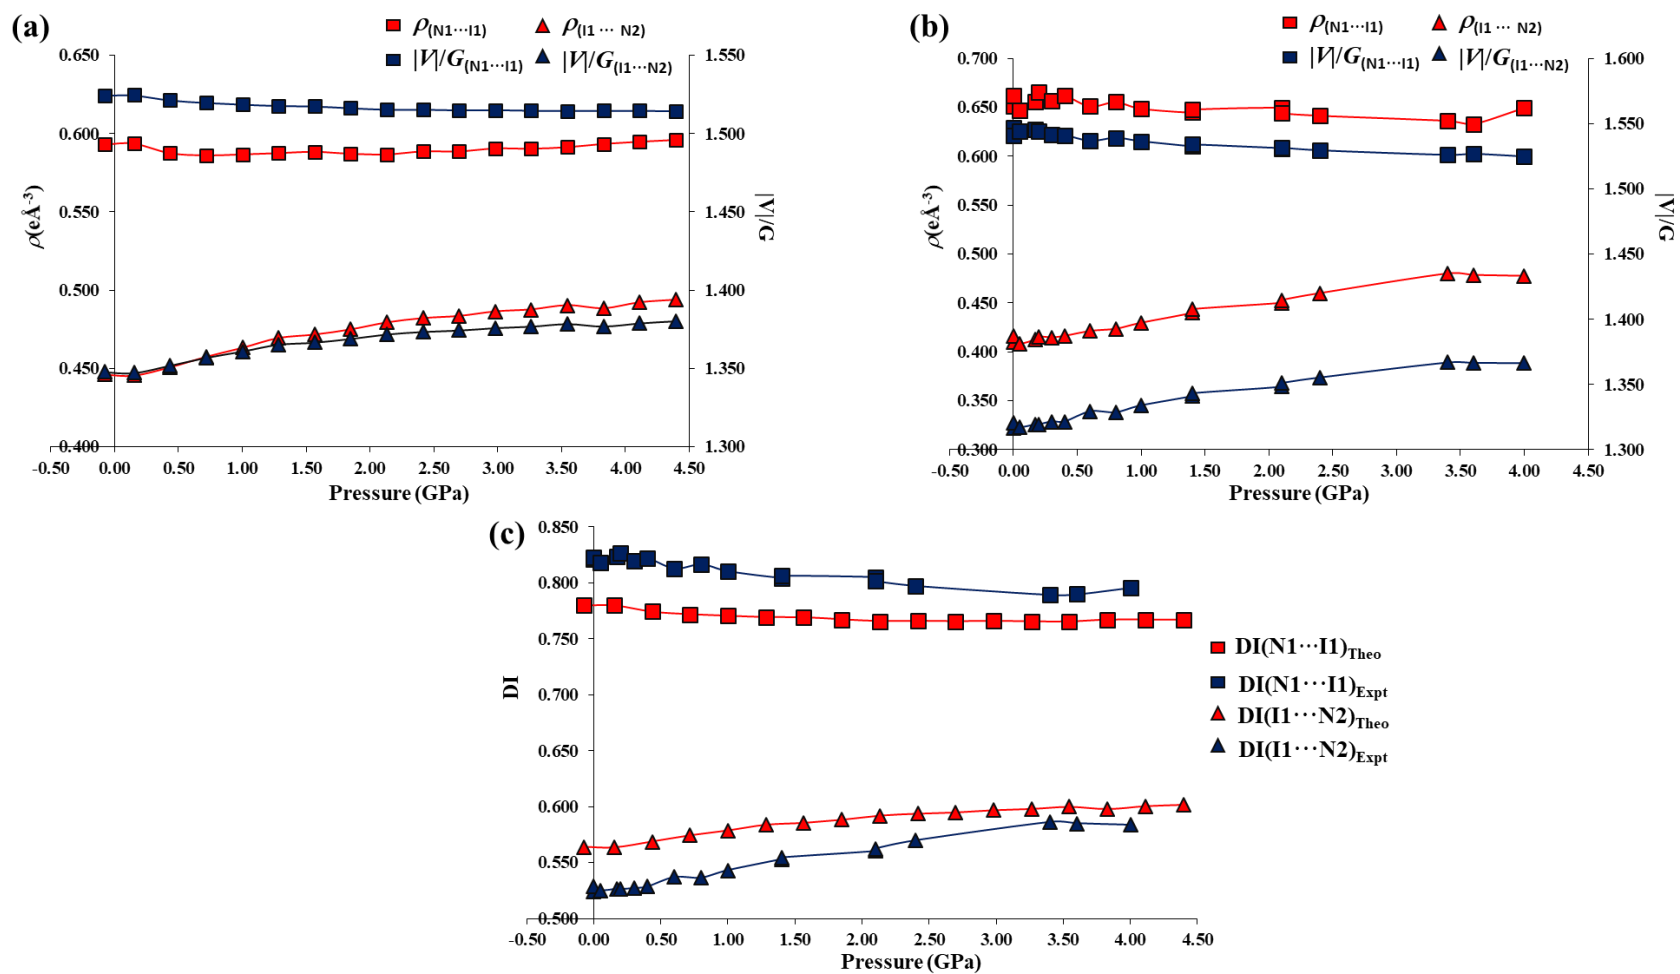 (a)
ρ(N1⋯I1) ρ(I1 ⋯ N2)
|V|/G(N1⋯I1) |V|/G(I1⋯N2)
0.650 1.550
0.600 1.500
0.550 1.450
0.500 1.400
0.450 1.350
0.400 1.300
ρ(eÅ-3)
|V|/G
-0.50 0.00 0.50 1.00 1.50 2.00 2.50 3.00 3.50 4.00 4.50
Pressure (GPa)
(b)
ρ(N1⋯I1) ρ(I1 ⋯ N2)
|V|/G(N1⋯I1) |V|/G(I1⋯N2)
0.700 1.600
0.650 1.550
0.600 1.500
0.550 1.450
0.500 1.400
0.450 1.350
0.400 1.300
0.350
0.300
ρ(eÅ-3)
|V|/G
-0.50 0.00 0.50 1.00 1.50 2.00 2.50 3.00 3.50 4.00 4.50
Pressure (GPa)
(c)
0.850
0.800
0.750
0.700
0.650
0.600
0.550
0.500
DI
-0.50 0.00 0.50 1.00 1.50 2.00 2.50 3.00 3.50 4.00 4.50
Pressure (GPa)
DI(N1⋯I1)Theo
DI(N1⋯I1)Expt
DI(I1⋯N2)Theo
DI(I1⋯N2)Expt